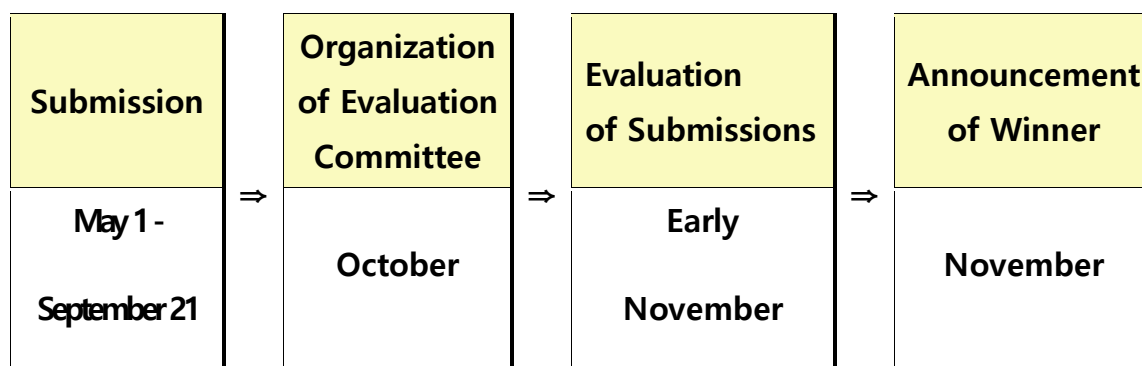 Submission
May 1 -
September 21
⇒
Organization
of Evaluation
Committee
October
⇒
Evaluation
of Submissions
Early
November
⇒
Announcement
of Winner
November